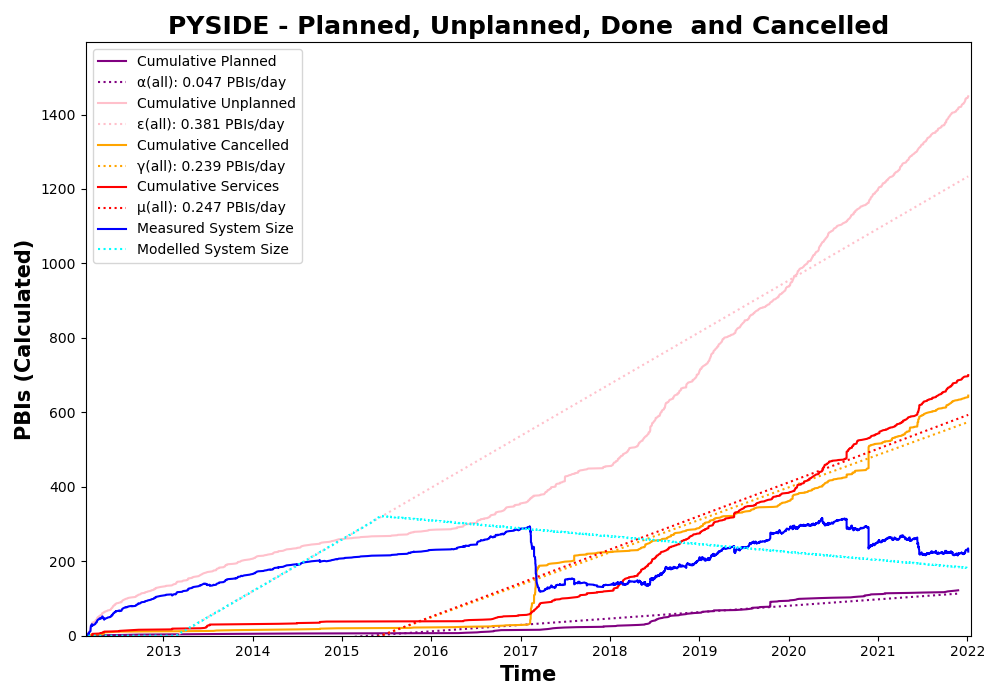 PYSIDE - Planned, Unplanned, Done  and Cancelled
Cumulative Planned
α(all): 0.047 PBIs/day
Cumulative Unplanned
ε(all): 0.381 PBIs/day
Cumulative Cancelled
γ(all): 0.239 PBIs/day
Cumulative Services
μ(all): 0.247 PBIs/day
Measured System Size
Modelled System Size
PBIs (Calculated)
1400
1200
1000
800
600
400
200
0
2013 2014 2015 2016 2017 2018 2019 2020 2021 2022
Time